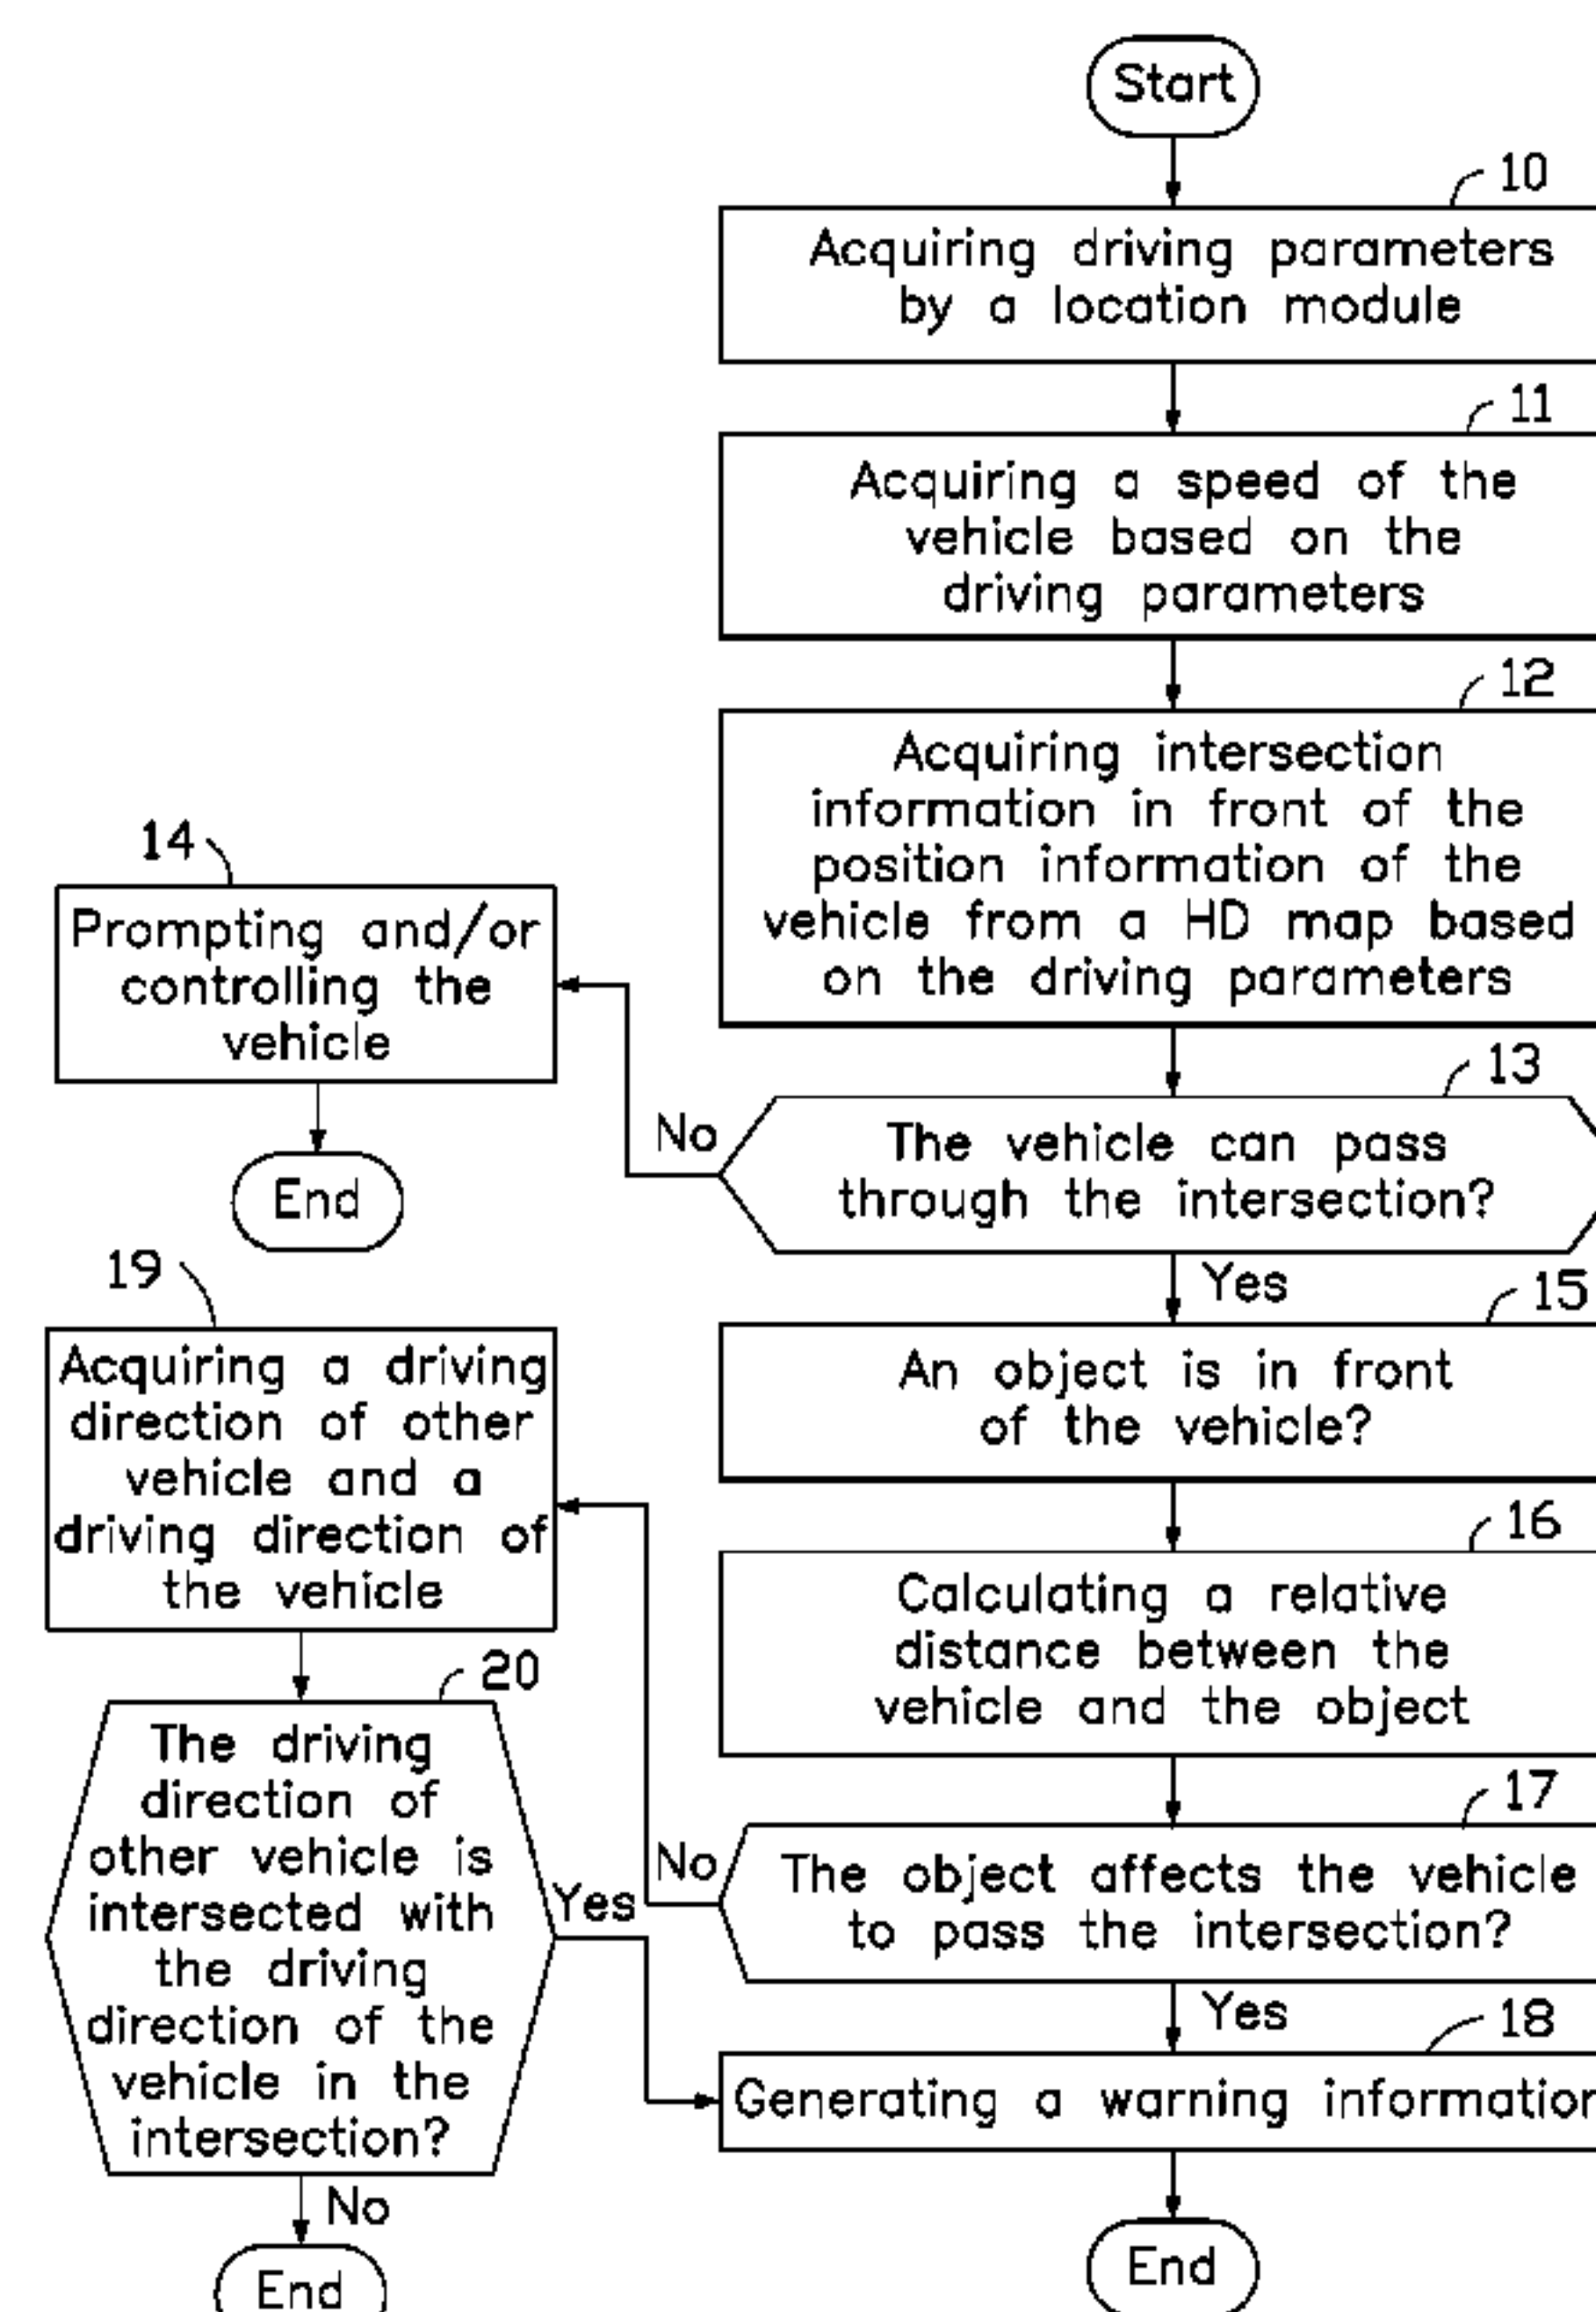 Start
10
Acquiring driving parameters
by a location module
11
Acquiring a speed of the
vehicle based on the
driving parameters
12
Acquiring intersection
information in front of the
position information of the
vehicle from a HD map based
on the driving parameters
14
Prompting and/or
controlling the
vehicle
End
13
The vehicle can pass
through the intersection?
No
Yes
15
An object is in front
of the vehicle?
16
Calculating a relative
distance between the
vehicle and the object
17
The object affects the vehicle
to pass the intersection?
No
Yes
19
Acquiring a driving
direction of other
vehicle and a
driving direction of
the vehicle
20
The driving
direction of
other vehicle is
intersected with
the driving
direction of the
vehicle in the
intersection?
Yes
No
End
18
Generating a warning information
End